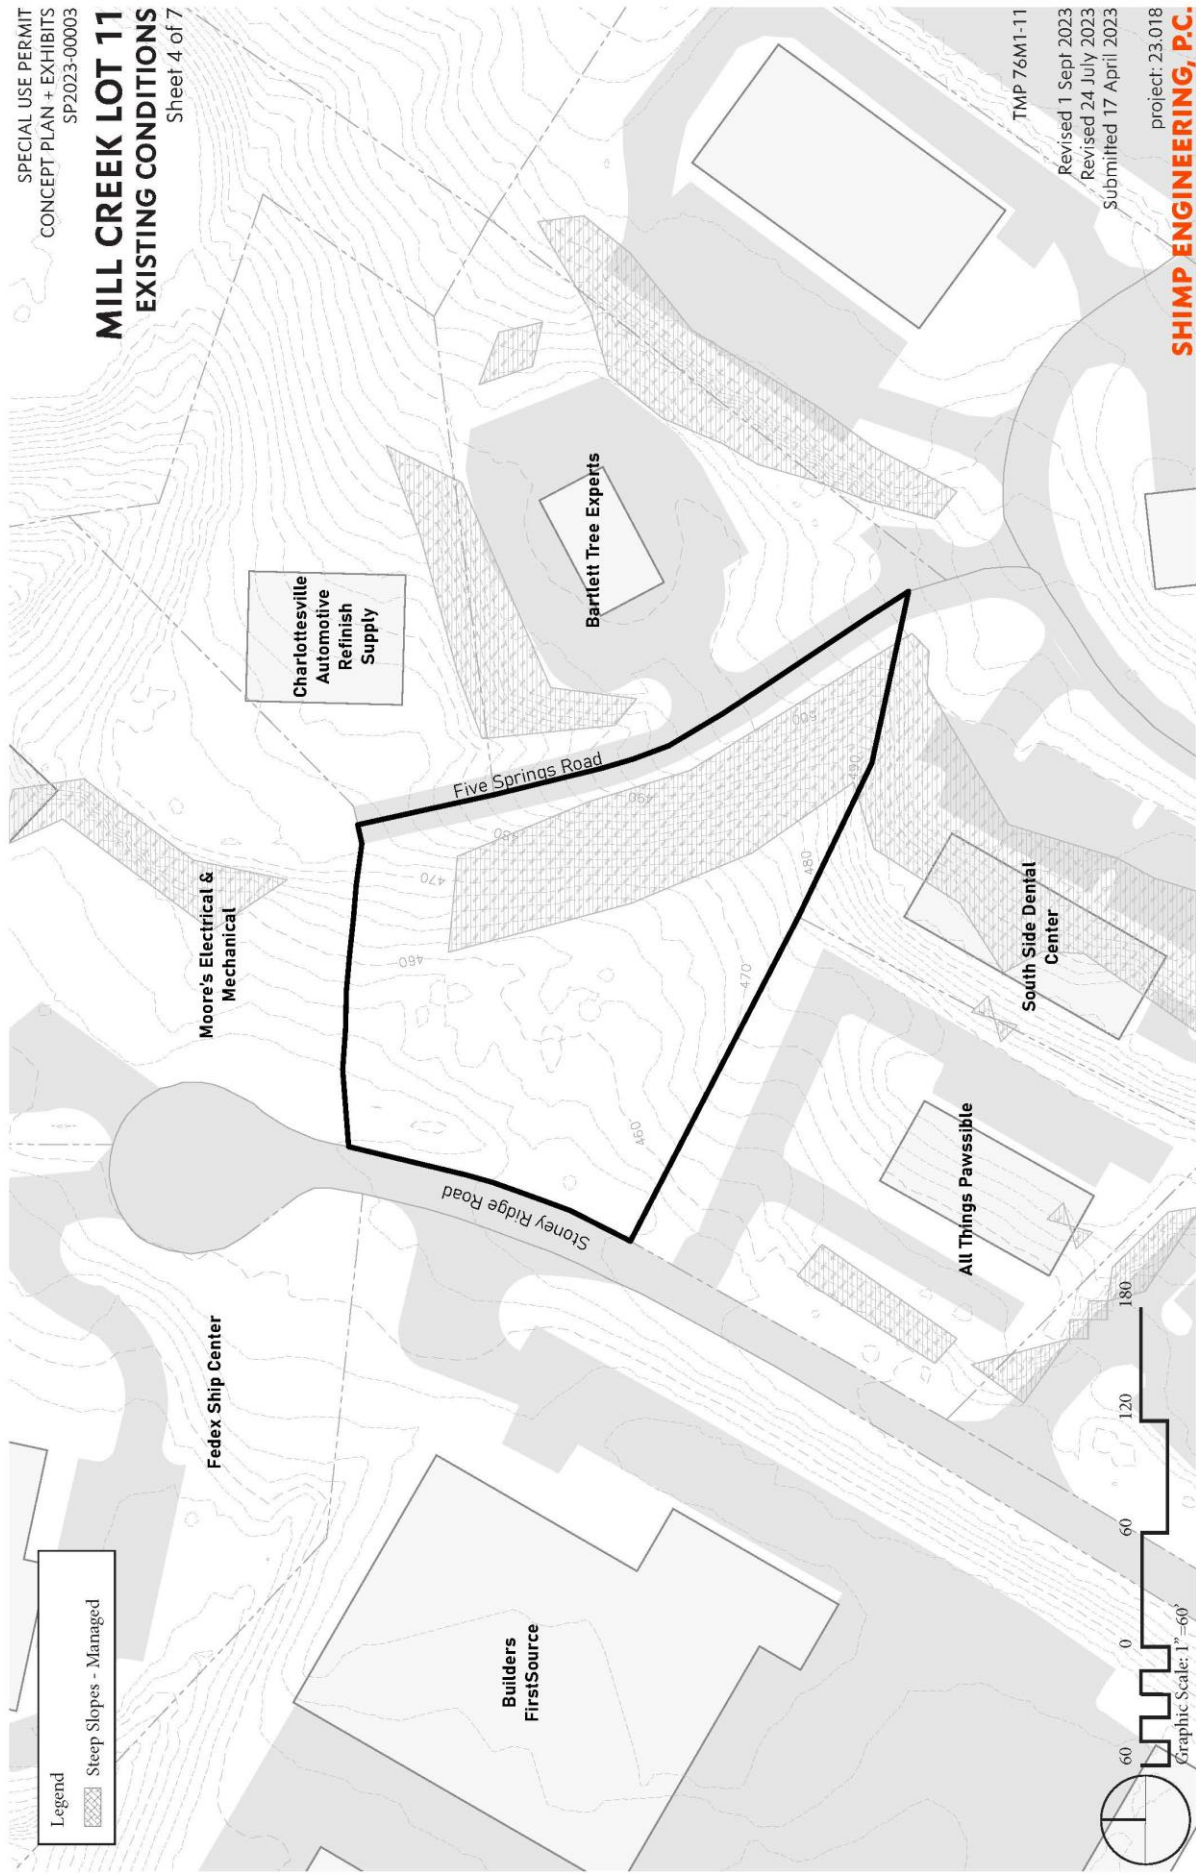 SPECIAL USE PERMIT
CONCEPT PLAN + EXHIBITS
SP2023-00003
MILL CREEK LOT 11
EXISTING CONDITIONS
Sheet 4 of 7
Legend
Steep Slopes - Managed
Fedex Ship Center
Moore's Electrical &
Mechanical
Charlottesville
Automotive
Refinish
Supply
Builders
FirstSource
Stoney Ridge Road
Five Springs Road
Bartlett Tree Experts
460
470
480
490
500
460
470
480
490
All Things Pawssible
South Side Dental
Center
TMP 76M1-11
Revised 1 Sept 2023
Revised 24 July 2023
Submitted 17 April 2023
project: 23.018
SHIMP ENGINEERING, P.C.
60
0
60
120
180
Graphic Scale: 1"=60'